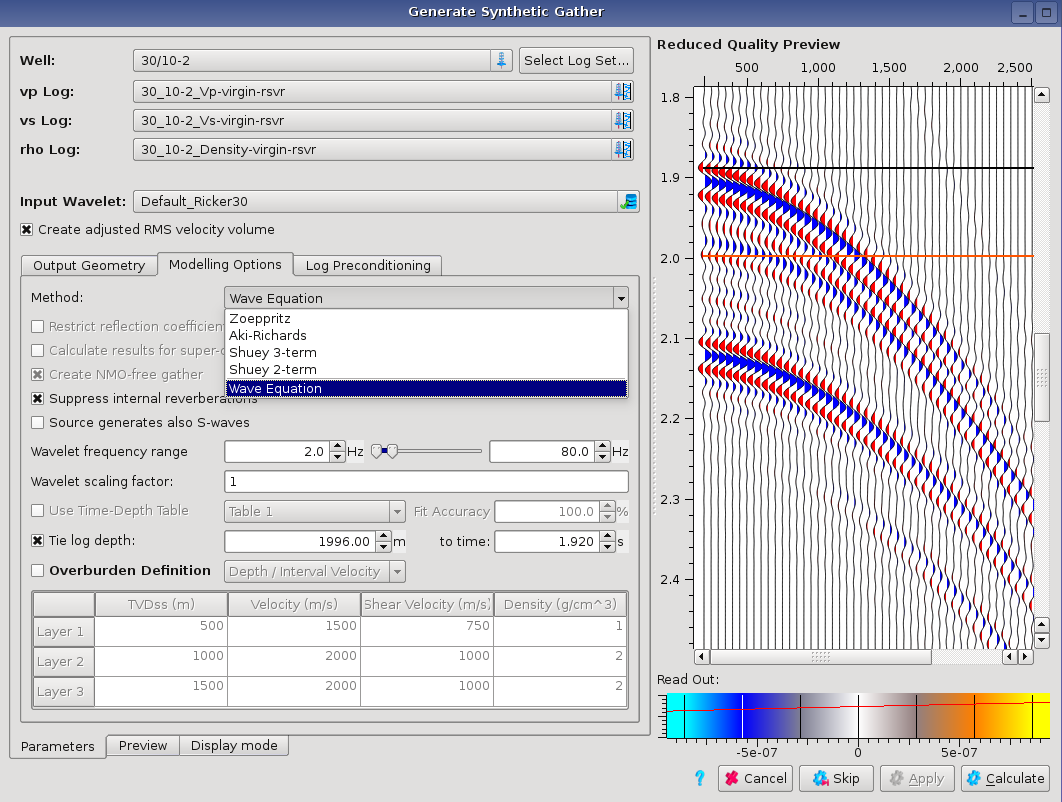 Generate Synthetic Gather
Well: 30/10-2 Select Log Set...
vp Log: 30_10-2_Vp-virgin-rsvr
vs Log: 30_10-2_Vs-virgin-rsvr
rho Log: 30_10-2_Density-virgin-rsvr
Input Wavelet: Default_Ricker30
Create adjusted RMS velocity volume
Output Geometry Modelling Options Log Preconditioning
Method: Wave Equation
Zoeppritz
Aki-Richards
Shuey 3-term
Shuey 2-term
Wave Equation
Restrict reflection
Calculate results for
Create NMO-free gather
Suppress internal reverberations
Source generates also S-waves
Wavelet frequency range 2.0 Hz 80.0 Hz
Wavelet scaling factor: 1
Use Time-Depth Table Table 1 Fit Accuracy 100.0 %
Tie log depth: 1996.00 m to time: 1.920 s
Overburden Definition Depth / Interval Velocity
TVDss (m) Velocity (m/s) Shear Velocity (m/s) Density (g/cm^3)
Layer 1 500 1500 750 1
Layer 2 1000 2000 1000 2
Layer 3 1500 2000 1000 2
Parameters Preview Display mode
Reduced Quality Preview
500 1,000 1,500 2,000 2,500
1.8
1.9
2.0
2.1
2.2
2.3
2.4
Read Out:
-5e-07 0 5e-07
? Cancel Skip Apply Calculate